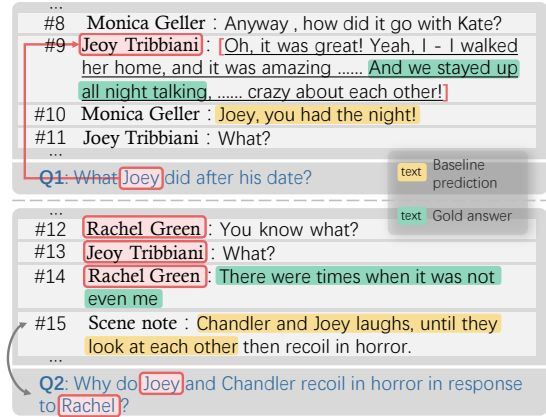 ...
#8 Monica Geller : Anyway , how did it go with Kate?
#9 Jeoy Tribbiani : [Oh, it was great! Yeah, I - I walked
her home, and it was amazing ...... And we stayed up
all night talking, ...... crazy about each other!]
#10 Monica Geller : Joey, you had the night!
#11 Joey Tribbiani : What?
...
Q1: What Joey did after his date?
text Baseline
prediction
text Gold answer
...
#12 Rachel Green : You know what?
#13 Jeoy Tribbiani : What?
#14 Rachel Green : There were times when it was not
even me
#15 Scene note : Chandler and Joey laughs, until they
look at each other then recoil in horror.
...
Q2: Why do Joey and Chandler recoil in horror in response
to Rachel ?